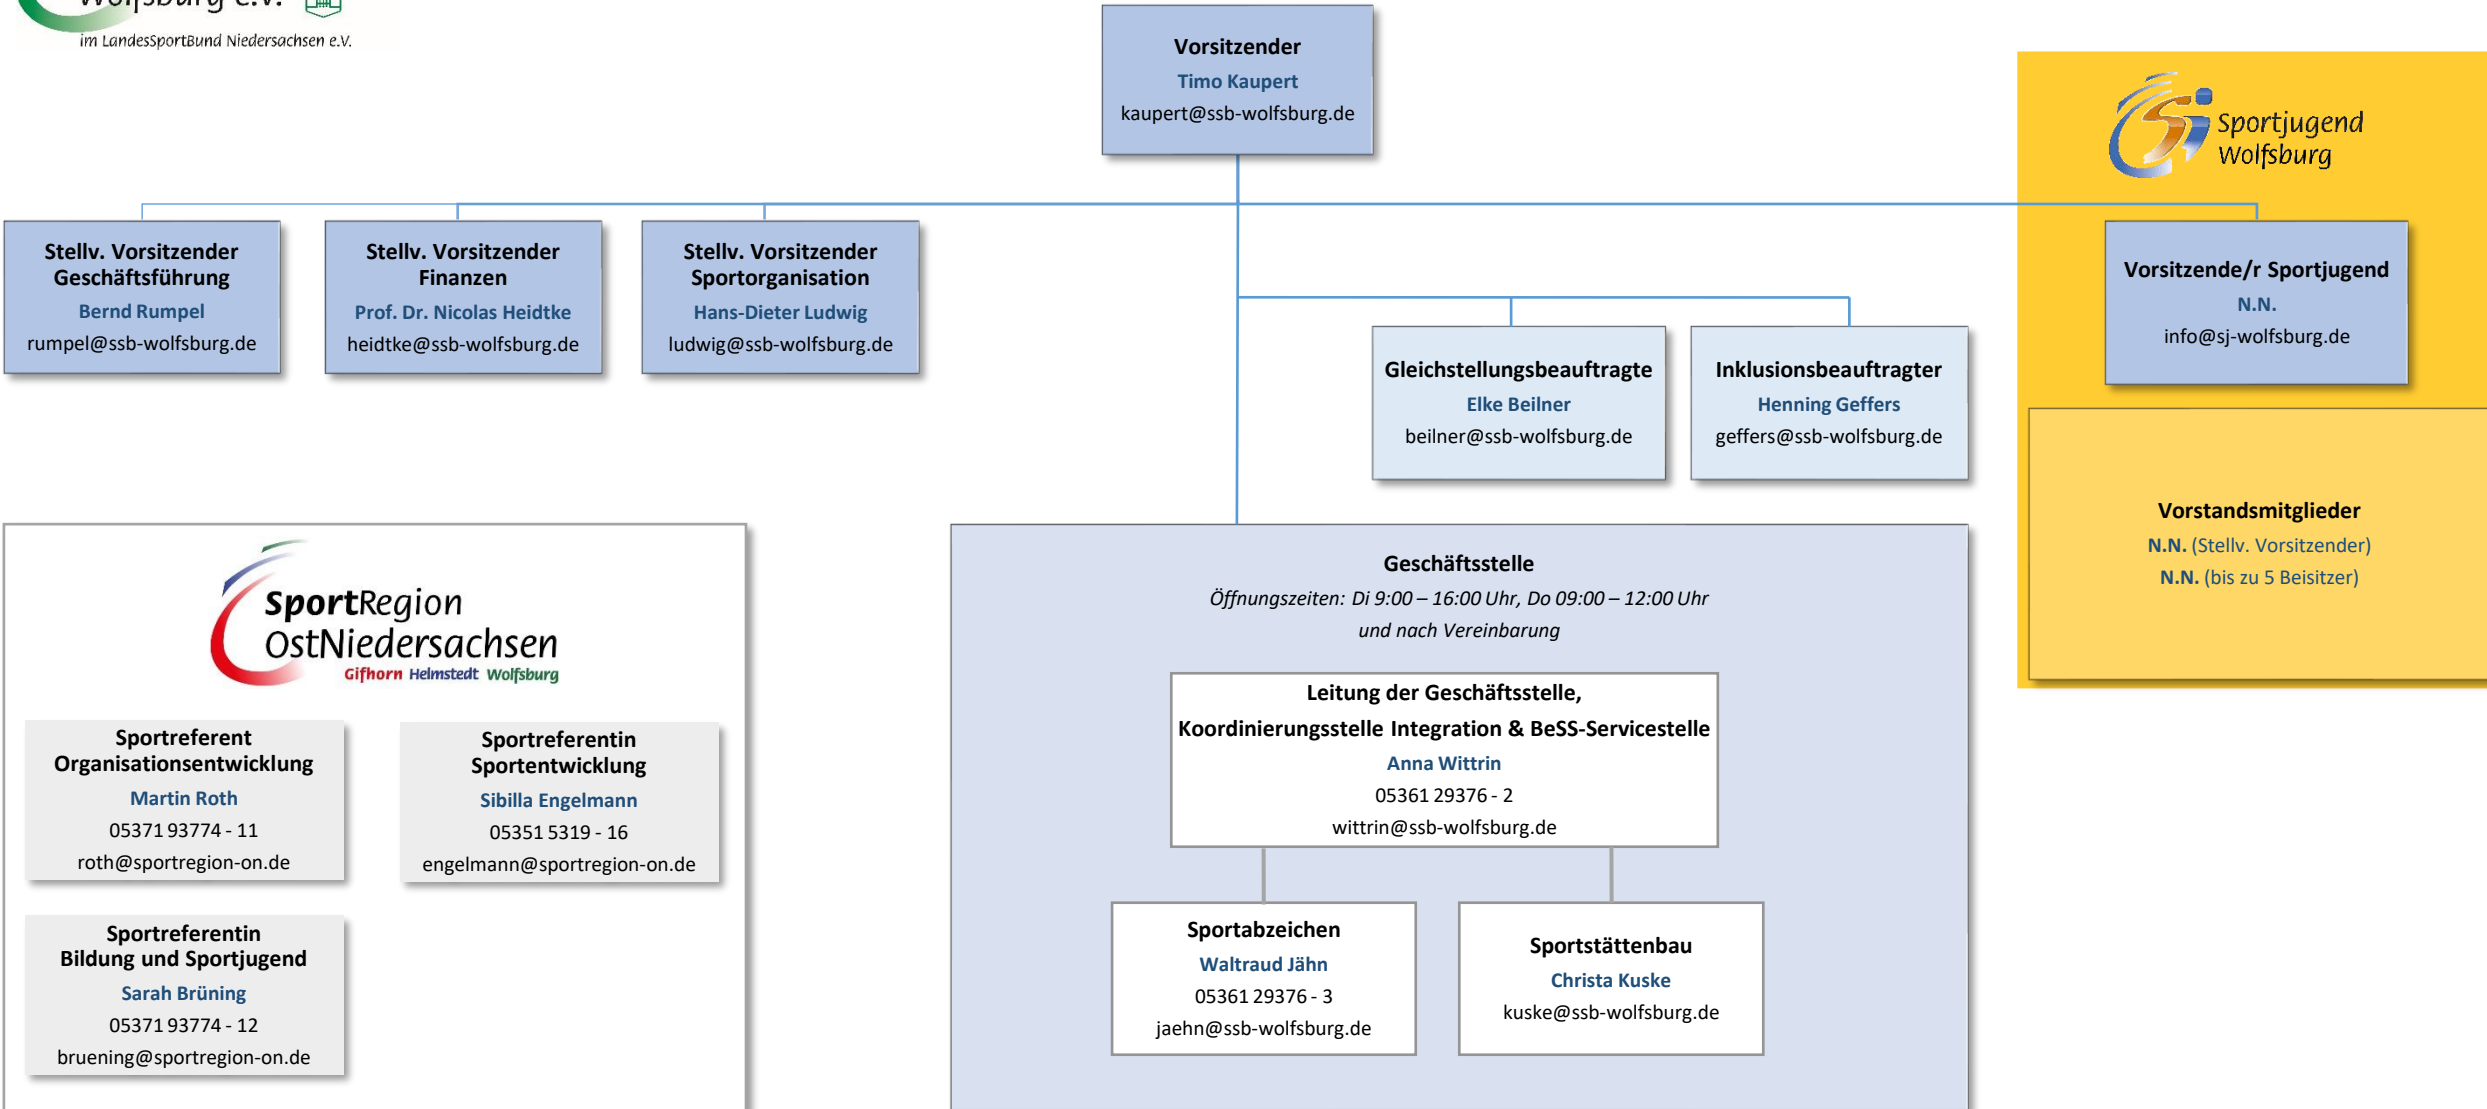 Wolfsburg e.V.
im LandesSportBund Niedersachsen e.V.
Vorsitzender
Timo Kaupert
kaupert@ssb-wolfsburg.de
Sportjugend
Wolfsburg
Stellv. Vorsitzender
Geschäftsführung
Bernd Rumpel
rumpel@ssb-wolfsburg.de
Stellv. Vorsitzender
Finanzen
Prof. Dr. Nicolas Heidtke
heidtke@ssb-wolfsburg.de
Stellv. Vorsitzender
Sportorganisation
Hans-Dieter Ludwig
ludwig@ssb-wolfsburg.de
Vorsitzende/r Sportjugend
N.N.
info@sj-wolfsburg.de
Gleichstellungsbeauftragte
Elke Beilner
beilner@ssb-wolfsburg.de
Inklusionsbeauftragter
Henning Geffers
geffers@ssb-wolfsburg.de
Vorstandsmitglieder
N.N. (Stellv. Vorsitzender)
N.N. (bis zu 5 Beisitzer)
SportRegion
OstNiedersachsen
Gifhorn Helmstedt Wolfsburg
Sportreferent
Organisationsentwicklung
Martin Roth
05371 93774 - 11
roth@sportregion-on.de
Sportreferentin
Sportentwicklung
Sibilla Engelmann
05351 5319 - 16
engelmann@sportregion-on.de
Sportreferentin
Bildung und Sportjugend
Sarah Brüning
05371 93774 - 12
bruening@sportregion-on.de
Geschäftsstelle
Öffnungszeiten: Di 9:00 – 16:00 Uhr, Do 09:00 – 12:00 Uhr
und nach Vereinbarung
Leitung der Geschäftsstelle,
Koordinierungsstelle Integration & BeSS-Servicestelle
Anna Wittrin
05361 29376 - 2
wittrin@ssb-wolfsburg.de
Sportabzeichen
Waltraud Jähn
05361 29376 - 3
jaehn@ssb-wolfsburg.de
Sportstättenbau
Christa Kuske
kuske@ssb-wolfsburg.de